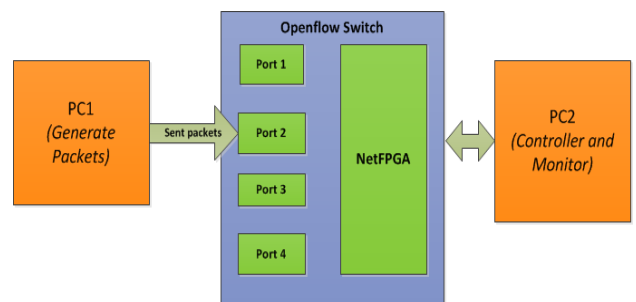 Openflow Switch
Port 1
PC1
(Generate
Packets)
Sent packets
Port 2
NetFPGA
PC2
(Controller and
Monitor)
Port 3
Port 4